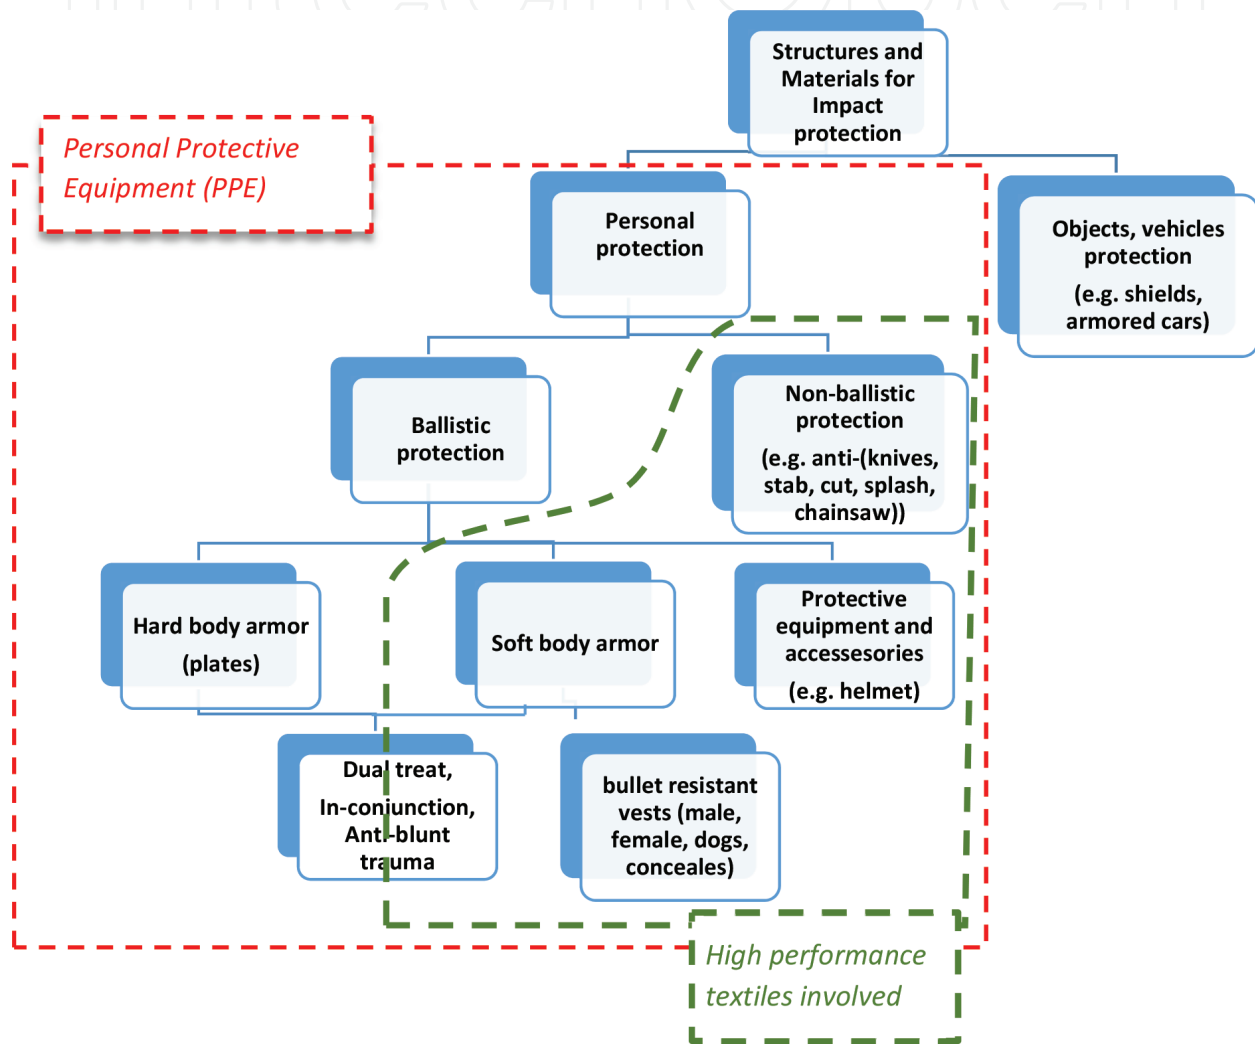 Structures and
Materials for
Impact
protection
Personal Protective
Equipment (PPE)
Personal
protection
Objects, vehicles
protection
(e.g. shields,
armored cars)
Ballistic
protection
Non-ballistic
protection
(e.g. anti-(knives,
stab, cut, splash,
chainsaw))
Hard body armor
(plates)
Soft body armor
Protective
equipment and
accessesories
(e.g. helmet)
Dual treat,
In-conjunction,
Anti-blunt
trauma
bullet resistant
vests (male,
female, dogs,
conceales)
High performance
textiles involved